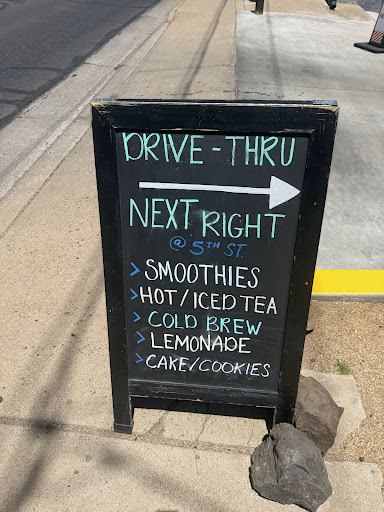 DRIVE-THRU
NEXT RIGHT
@ 5TH ST.
> SMOOTHIES
> HOT/ICED TEA
> COLD BREW
> LEMONADE
> CAKE/COOKIES